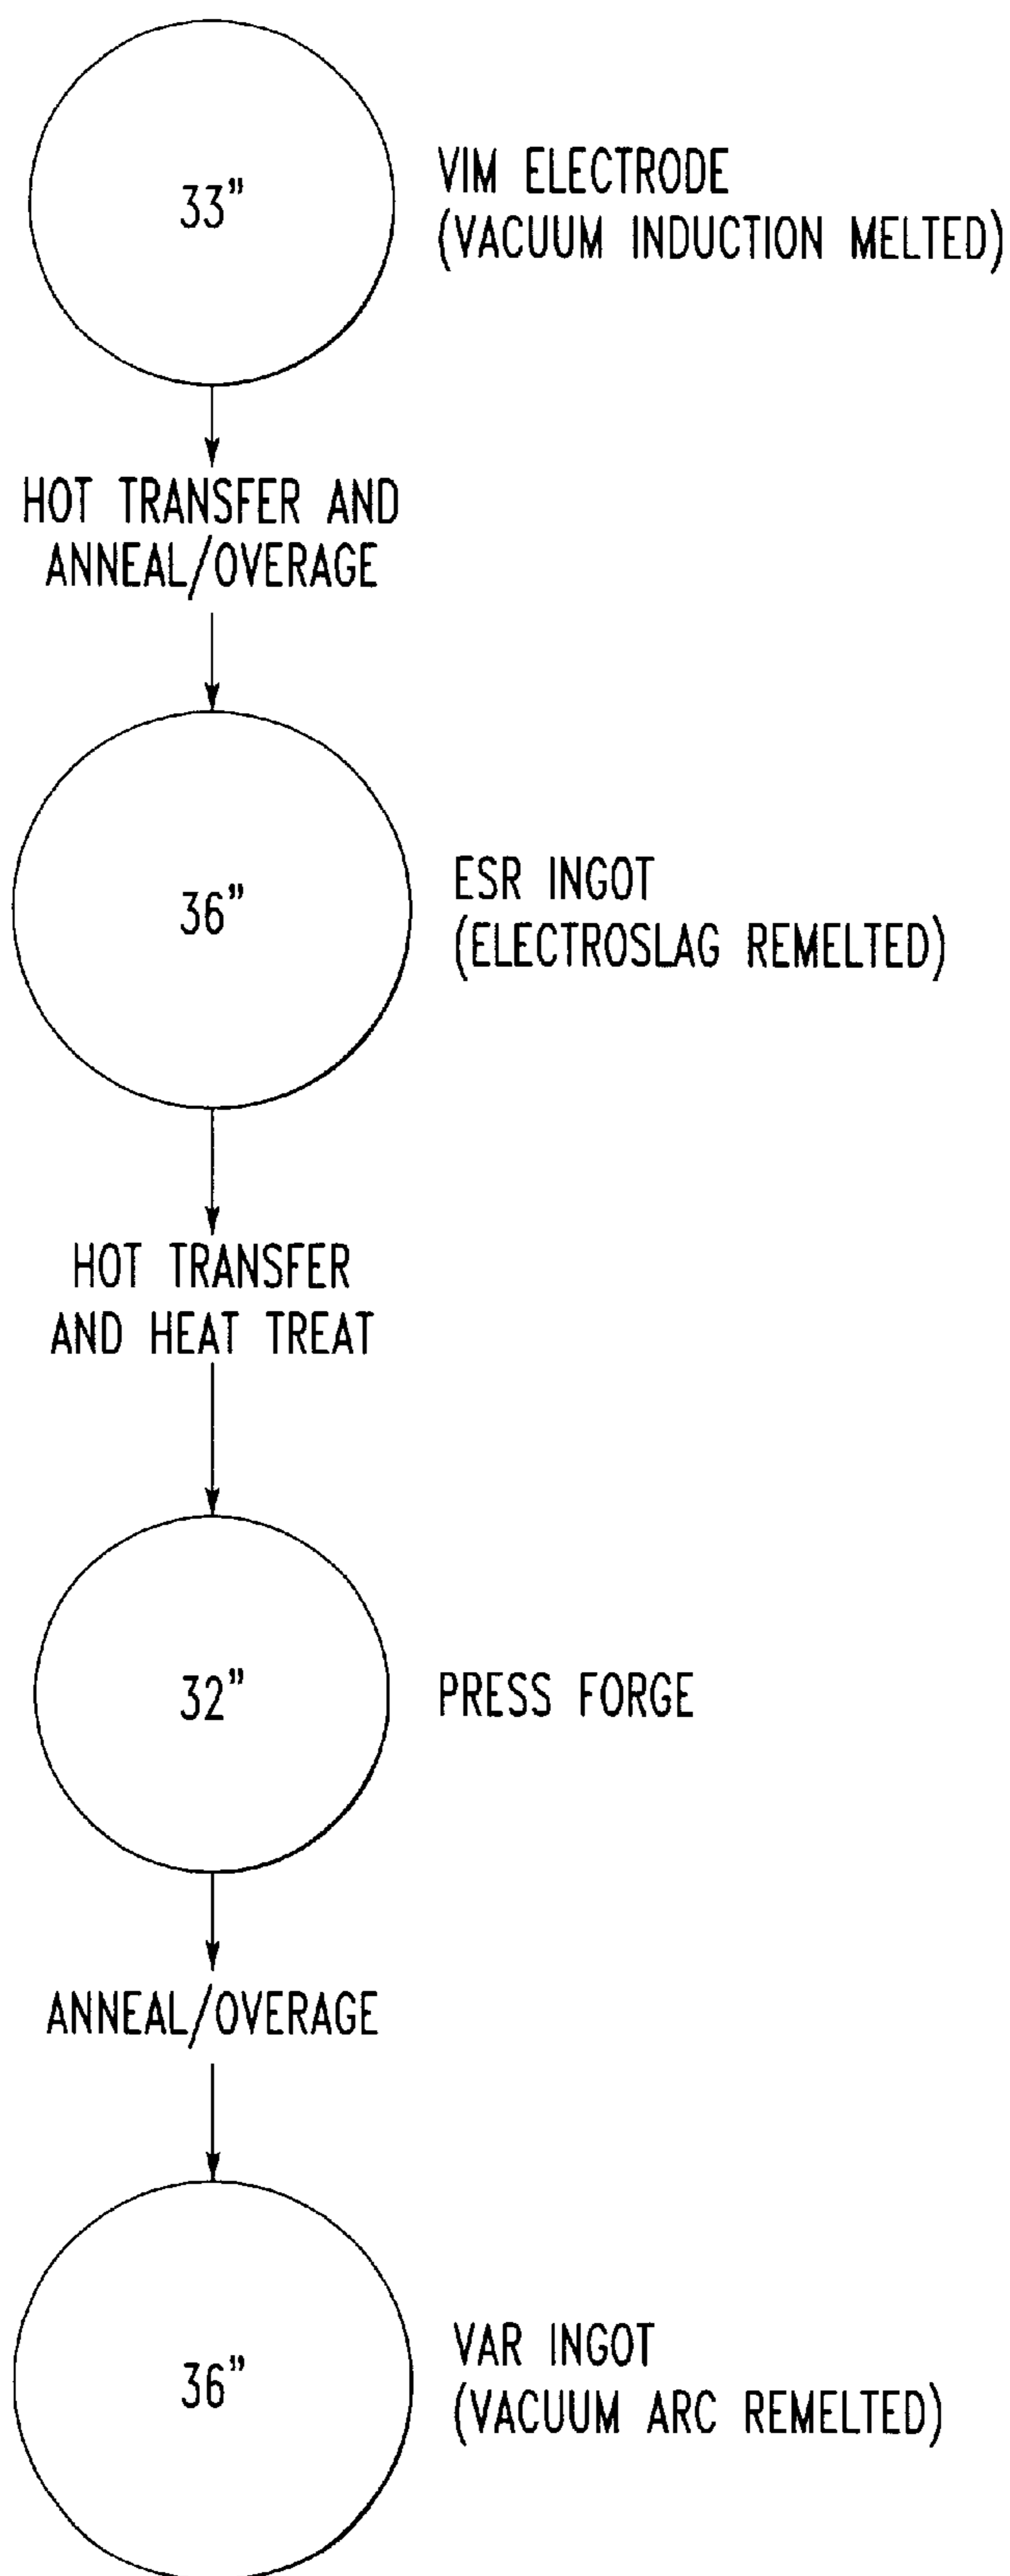 33"
VIM ELECTRODE
(VACUUM INDUCTION MELTED)
HOT TRANSFER AND
ANNEAL/OVERAGE
36"
ESR INGOT
(ELECTROSLAG REMELTED)
HOT TRANSFER
AND HEAT TREAT
32"
PRESS FORGE
ANNEAL/OVERAGE
36"
VAR INGOT
(VACUUM ARC REMELTED)